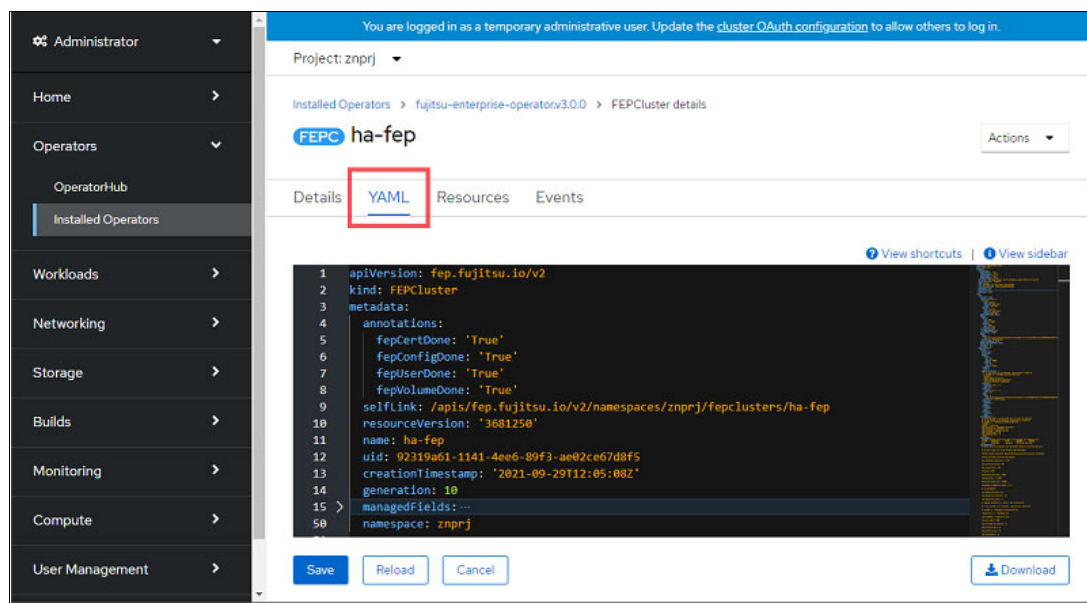 You are logged in as a temporary administrative user. Update the cluster OAuth configuration to allow others to log in.
Administrator
Project: znprj
Home
Operators
OperatorHub
Installed Operators
Workloads
Networking
Storage
Builds
Monitoring
Compute
User Management
Installed Operators > fujitsu-enterprise-operator.v3.0.0 > FEPCluster details
FEPC ha-fep
Actions
Details YAML Resources Events
View shortcuts | View sidebar
1 apiVersion: fep.fujitsu.io/v2
2 kind: FEPCluster
3 metadata:
4 annotations:
5 fepCertDone: 'True'
6 fepConfigDone: 'True'
7 fepUserDone: 'True'
8 fepVolumeDone: 'True'
9 selfLink: /apis/fep.fujitsu.io/v2/namespaces/znprj/fepclusters/ha-fep
10 resourceVersion: '3681250'
11 name: ha-fep
12 uid: 92319a61-1141-4ee6-89f3-ae02ce67d8f5
13 creationTimestamp: '2021-09-29T12:05:08Z'
14 generation: 10
15 > managedFields: ...
50 namespace: znprj
Save Reload Cancel Download